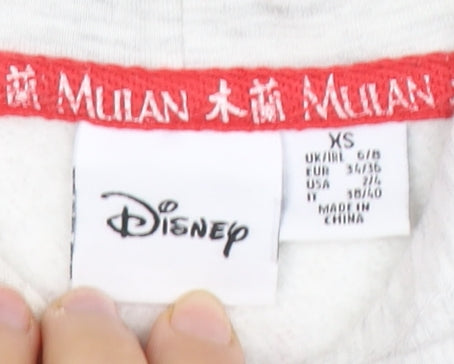 蘭 MULAN 木蘭 MULAN
DISNEY
XS
UK/IRL 6/8
EUR 34/36
USA 2/4
IT 38/40
MADE IN
CHINA